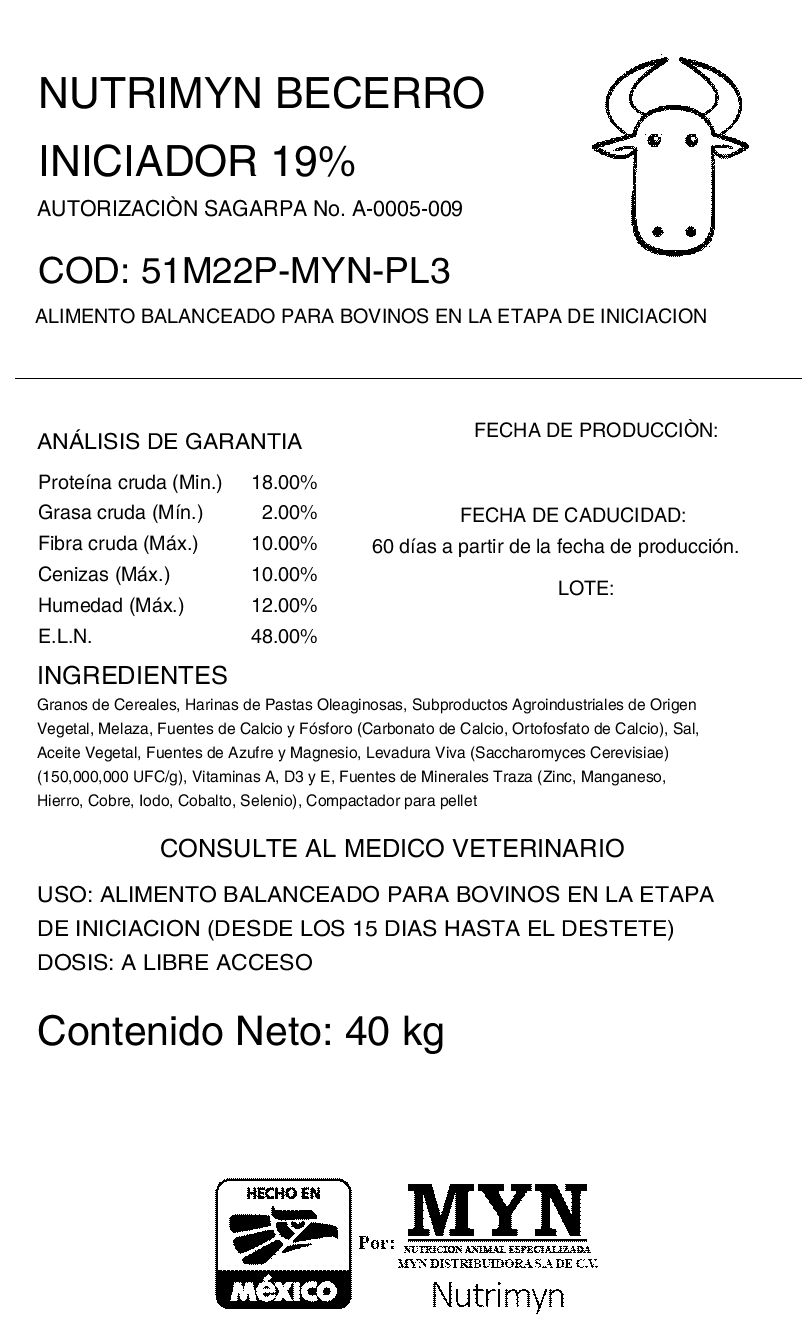 NUTRIMYN BECERRO
INICIADOR 19%
AUTORIZACIÒN SAGARPA No. A-0005-009
COD: 51M22P-MYN-PL3
ALIMENTO BALANCEADO PARA BOVINOS EN LA ETAPA DE INICIACION
ANÁLISIS DE GARANTIA
Proteína cruda (Min.) 18.00%
Grasa cruda (Mín.) 2.00%
Fibra cruda (Máx.) 10.00%
Cenizas (Máx.) 10.00%
Humedad (Máx.) 12.00%
E.L.N. 48.00%
FECHA DE PRODUCCIÒN:
FECHA DE CADUCIDAD:
60 días a partir de la fecha de producción.
LOTE:
INGREDIENTES
Granos de Cereales, Harinas de Pastas Oleaginosas, Subproductos Agroindustriales de Origen
Vegetal, Melaza, Fuentes de Calcio y Fósforo (Carbonato de Calcio, Ortofosfato de Calcio), Sal,
Aceite Vegetal, Fuentes de Azufre y Magnesio, Levadura Viva (Saccharomyces Cerevisiae)
(150,000,000 UFC/g), Vitaminas A, D3 y E, Fuentes de Minerales Traza (Zinc, Manganeso,
Hierro, Cobre, Iodo, Cobalto, Selenio), Compactador para pellet
CONSULTE AL MEDICO VETERINARIO
USO: ALIMENTO BALANCEADO PARA BOVINOS EN LA ETAPA
DE INICIACION (DESDE LOS 15 DIAS HASTA EL DESTETE)
DOSIS: A LIBRE ACCESO
Contenido Neto: 40 kg
HECHO EN
MéXICO
Por:
MYN
NUTRICION ANIMAL ESPECIALIZADA
MYN DISTRIBUIDORA S.A DE C.V.
Nutrimyn